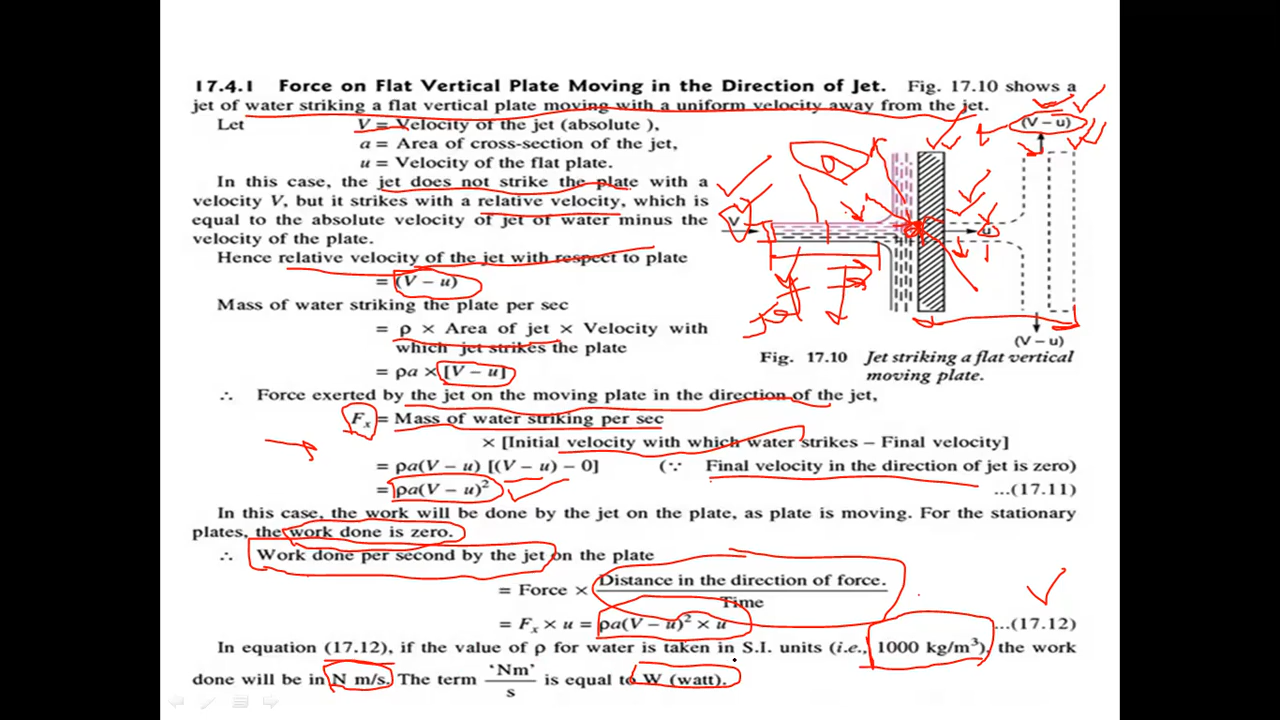 17.4.1 Force on Flat Vertical Plate Moving in the Direction of Jet. Fig. 17.10 shows a
jet of water striking a flat vertical plate moving with a uniform velocity away from the jet.
Let V = Velocity of the jet (absolute ),
a = Area of cross-section of the jet,
u = Velocity of the flat plate.
In this case, the jet does not strike the plate with a
velocity V, but it strikes with a relative velocity, which is
equal to the absolute velocity of jet of water minus the
velocity of the plate.
Hence relative velocity of the jet with respect to plate
= (V – u)
Mass of water striking the plate per sec
= ρ × Area of jet × Velocity with
which jet strikes the plate
= ρa × [V – u]
(V – u)
a
V
u
(V – u)
Fig. 17.10 Jet striking a flat vertical
moving plate.
∴ Force exerted by the jet on the moving plate in the direction of the jet,
Fx = Mass of water striking per sec
× [Initial velocity with which water strikes – Final velocity]
= ρa(V – u) [(V – u) – 0] (∵ Final velocity in the direction of jet is zero)
= ρa(V – u)² ...(17.11)
In this case, the work will be done by the jet on the plate, as plate is moving. For the stationary
plates, the work done is zero.
∴ Work done per second by the jet on the plate
= Force × Distance in the direction of force.
Time
= Fx × u = ρa(V – u)² × u ...(17.12)
In equation (17.12), if the value of ρ for water is taken in S.I. units (i.e., 1000 kg/m³), the work
done will be in N m/s. The term ‘Nm’ is equal to W (watt).
s